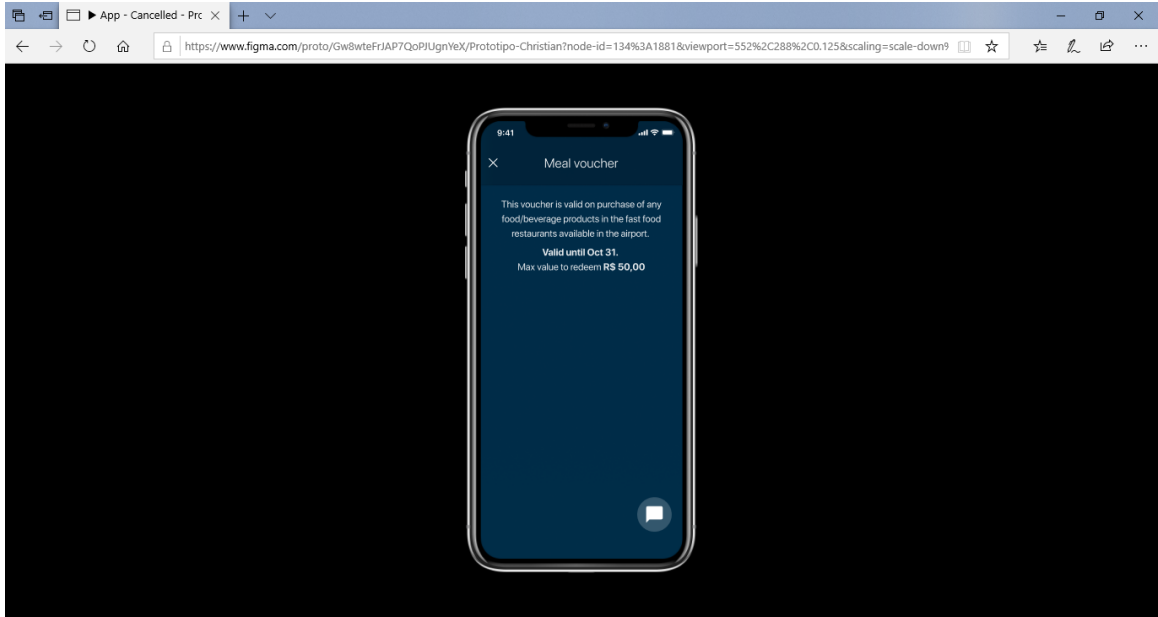 App - Cancelled - Prc
https://www.figma.com/proto/Gw8wteFrJAP7QoPJUgnYeX/Prototipo-Christian?node-id=134%3A1881&viewport=552%2C288%2C0.125&scaling=scale-down9
9:41
Meal voucher
This voucher is valid on purchase of any
food/beverage products in the fast food
restaurants available in the airport.
Valid until Oct 31.
Max value to redeem R$ 50,00